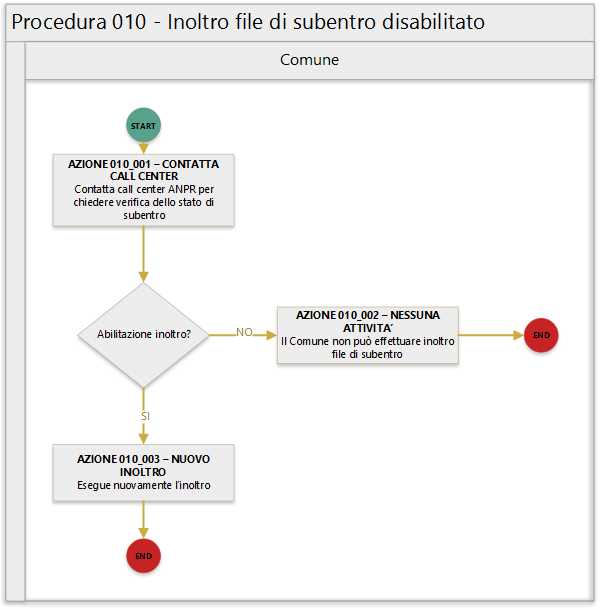 Procedura 010 - Inoltro file di subentro disabilitato
Comune
START
AZIONE 010_001 – CONTATTA
CALL CENTER
Contatta call center ANPR per
chiedere verifica dello stato di
subentro
Abilitazione inoltro?
NO
AZIONE 010_002 – NESSUNA
ATTIVITA’
Il Comune non può effettuare inoltro
file di subentro
END
SI
AZIONE 010_003 – NUOVO
INOLTRO
Esegue nuovamente l’inoltro
END